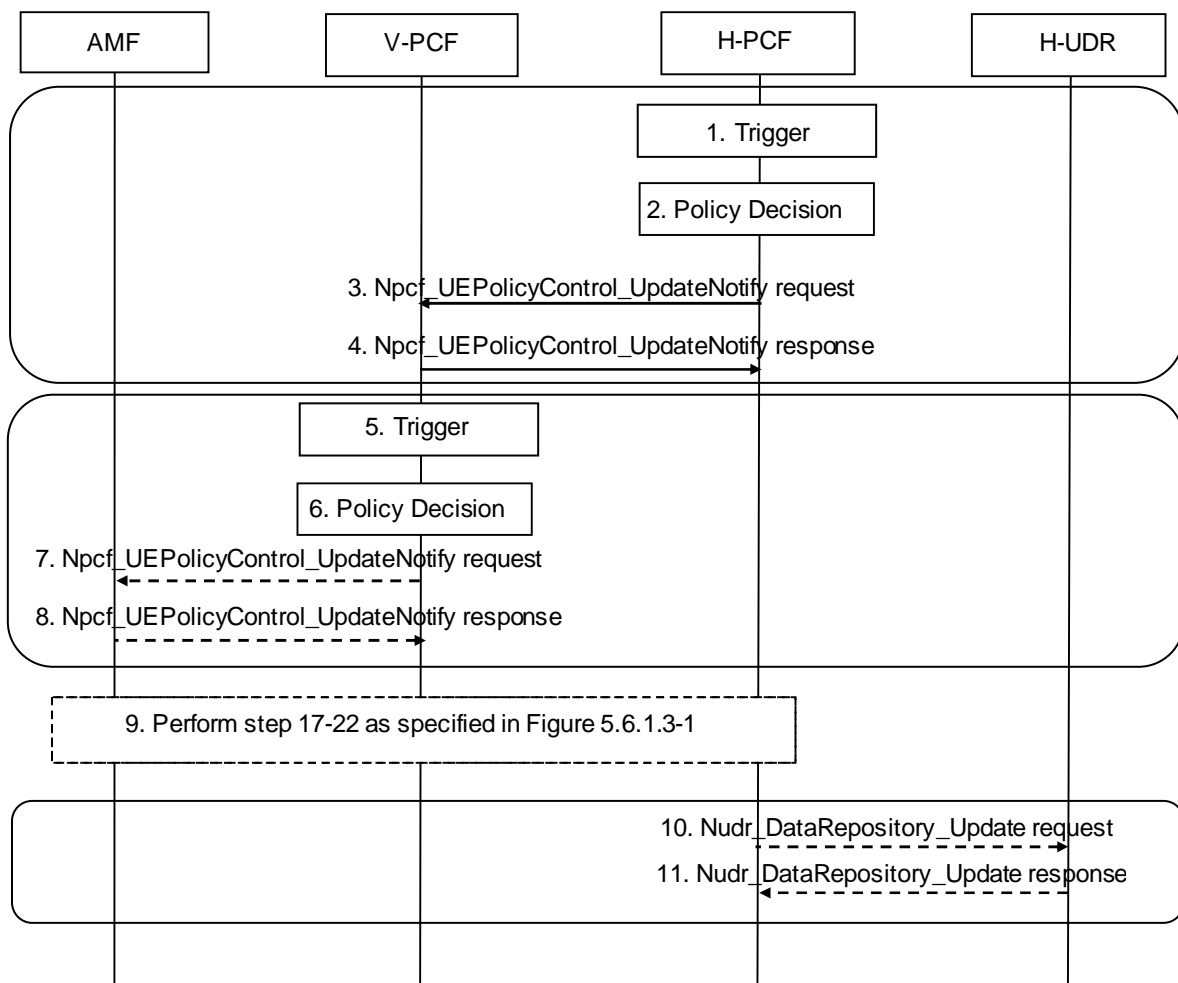 AMF
V-PCF
H-PCF
H-UDR
1. Trigger
2. Policy Decision
3. Npcf_UEPolicyControl_UpdateNotify request
4. Npcf_UEPolicyControl_UpdateNotify response
5. Trigger
6. Policy Decision
7. Npcf_UEPolicyControl_UpdateNotify request
8. Npcf_UEPolicyControl_UpdateNotify response
9. Perform step 17-22 as specified in Figure 5.6.1.3-1
10. Nudr_DataRepository_Update request
11. Nudr_DataRepository_Update response